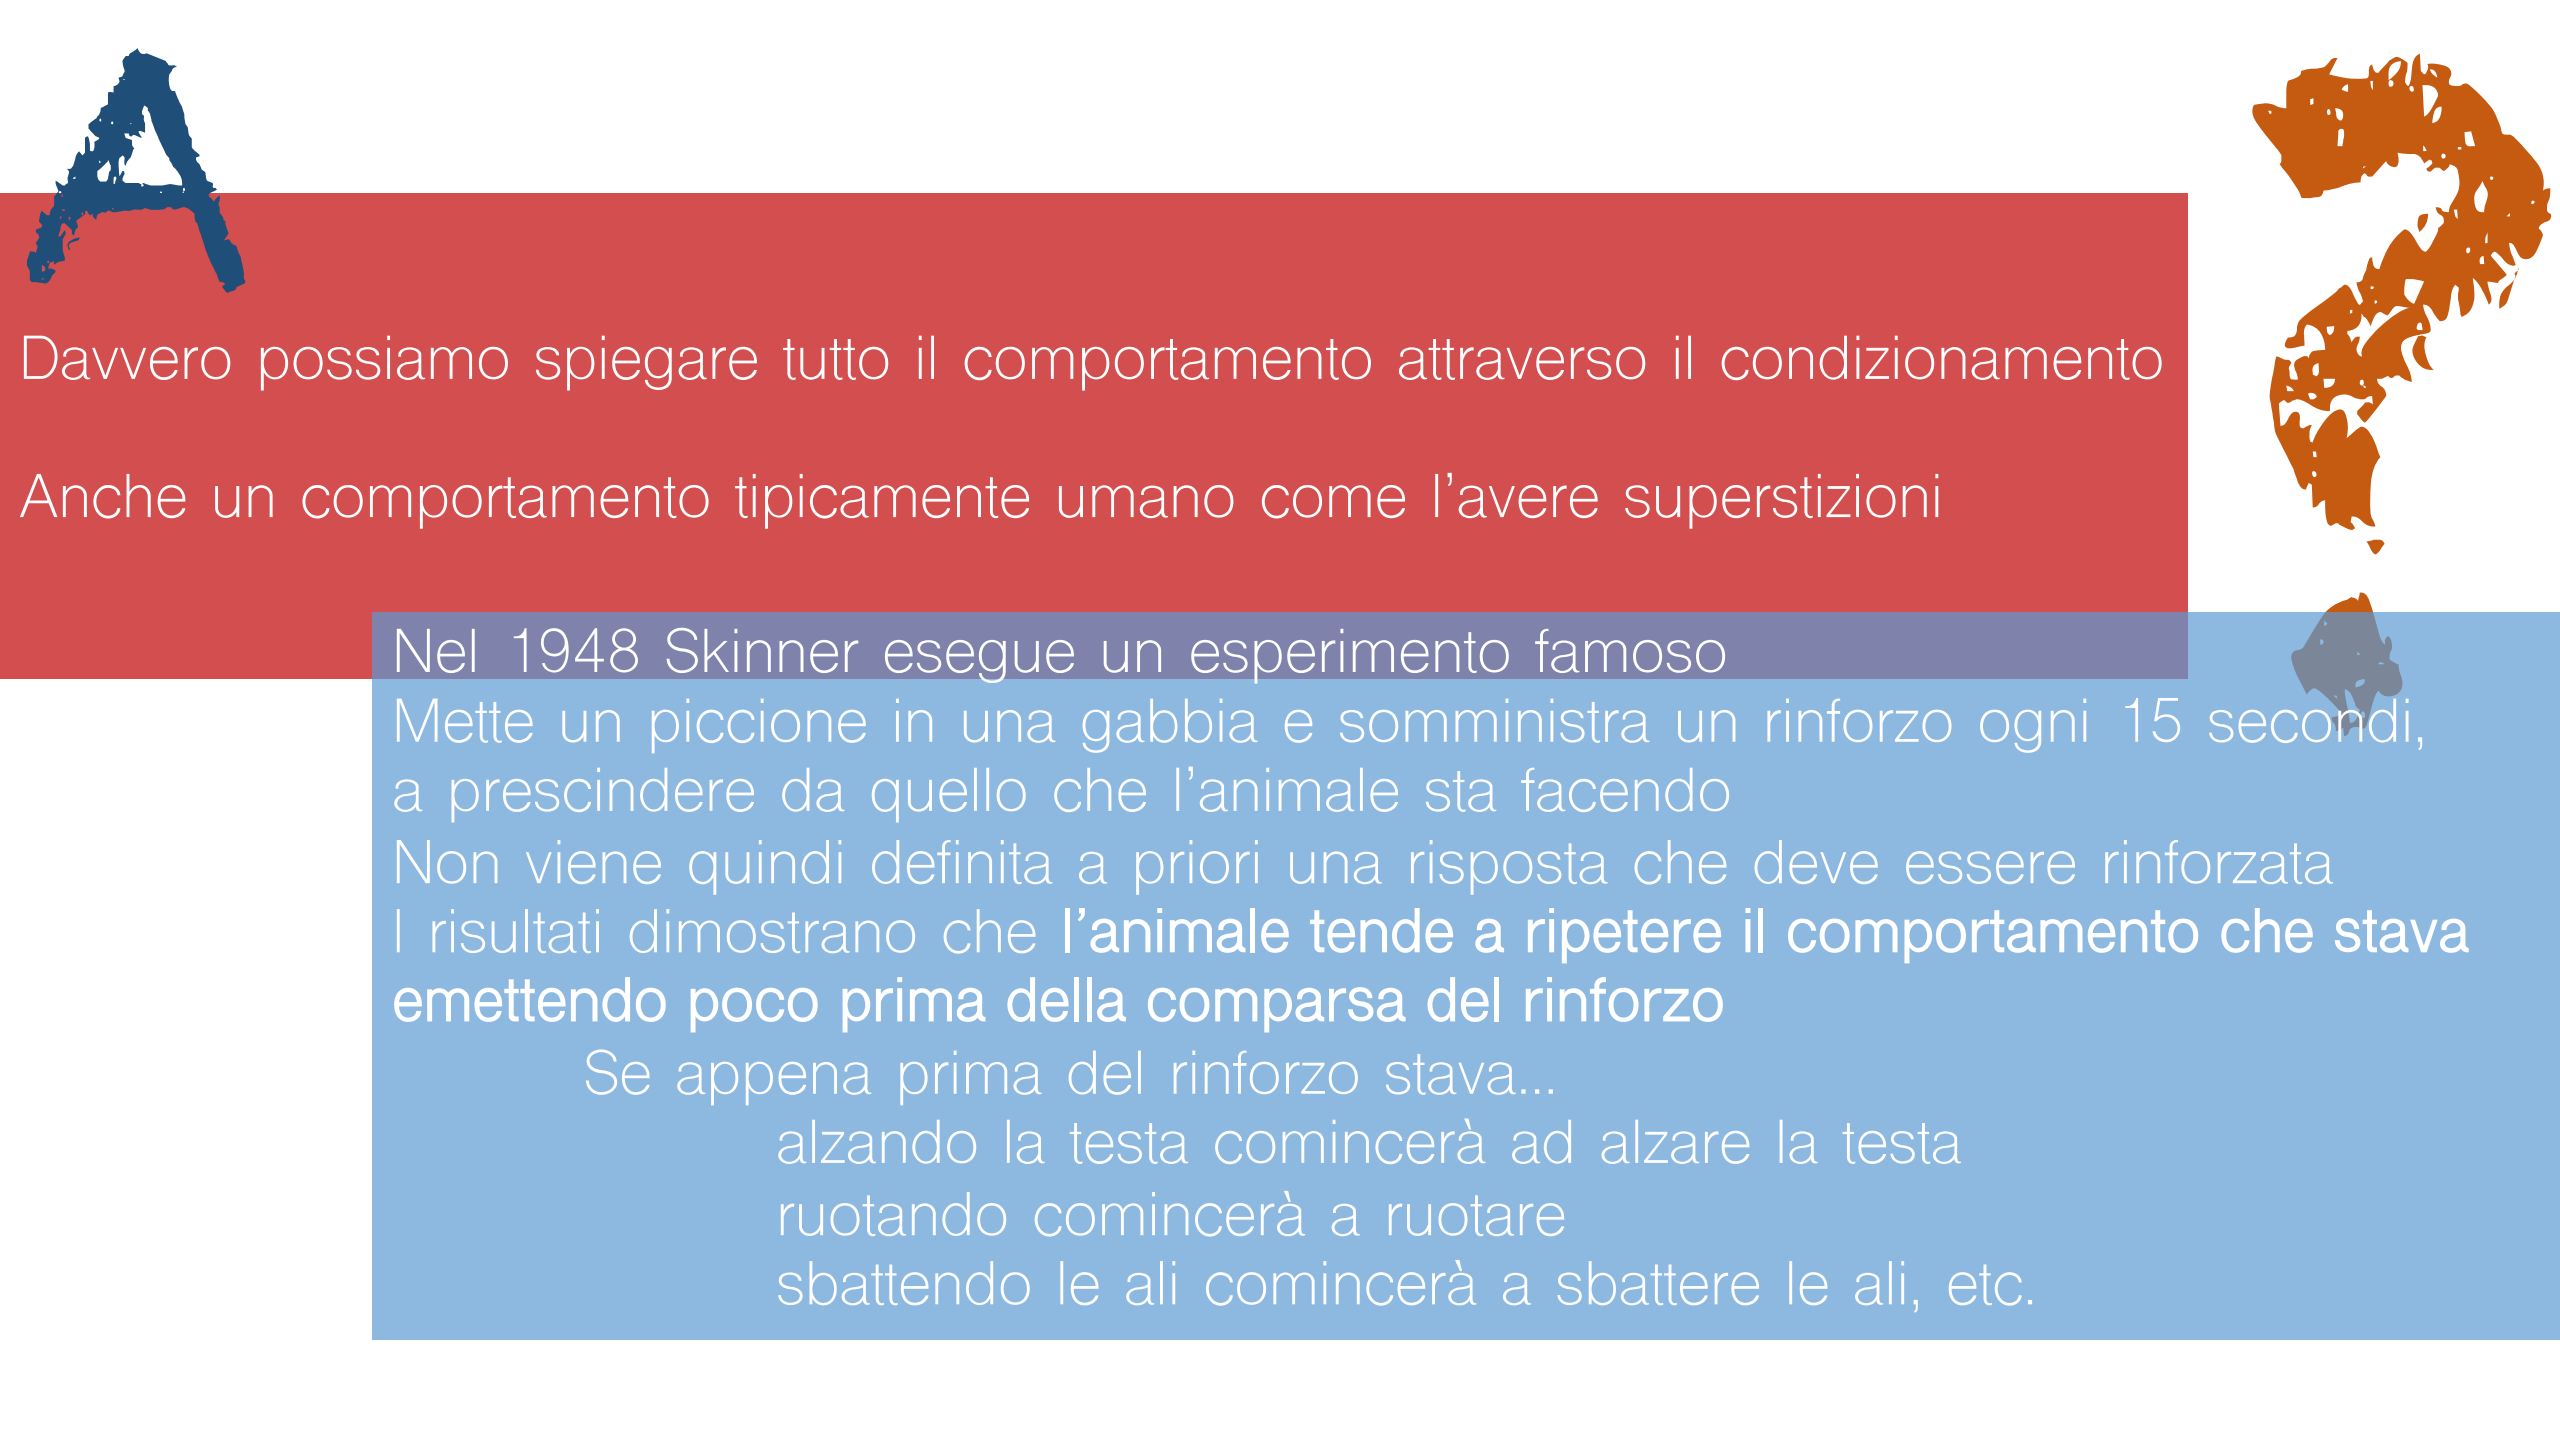 A
?
Davvero possiamo spiegare tutto il comportamento attraverso il condizionamento
Anche un comportamento tipicamente umano come l’avere superstizioni
Nel 1948 Skinner esegue un esperimento famoso
Mette un piccione in una gabbia e somministra un rinforzo ogni 15 secondi,
a prescindere da quello che l’animale sta facendo
Non viene quindi definita a priori una risposta che deve essere rinforzata
I risultati dimostrano che l’animale tende a ripetere il comportamento che stava
emettendo poco prima della comparsa del rinforzo
Se appena prima del rinforzo stava...
alzando la testa comincerà ad alzare la testa
ruotando comincerà a ruotare
sbattendo le ali comincerà a sbattere le ali, etc.